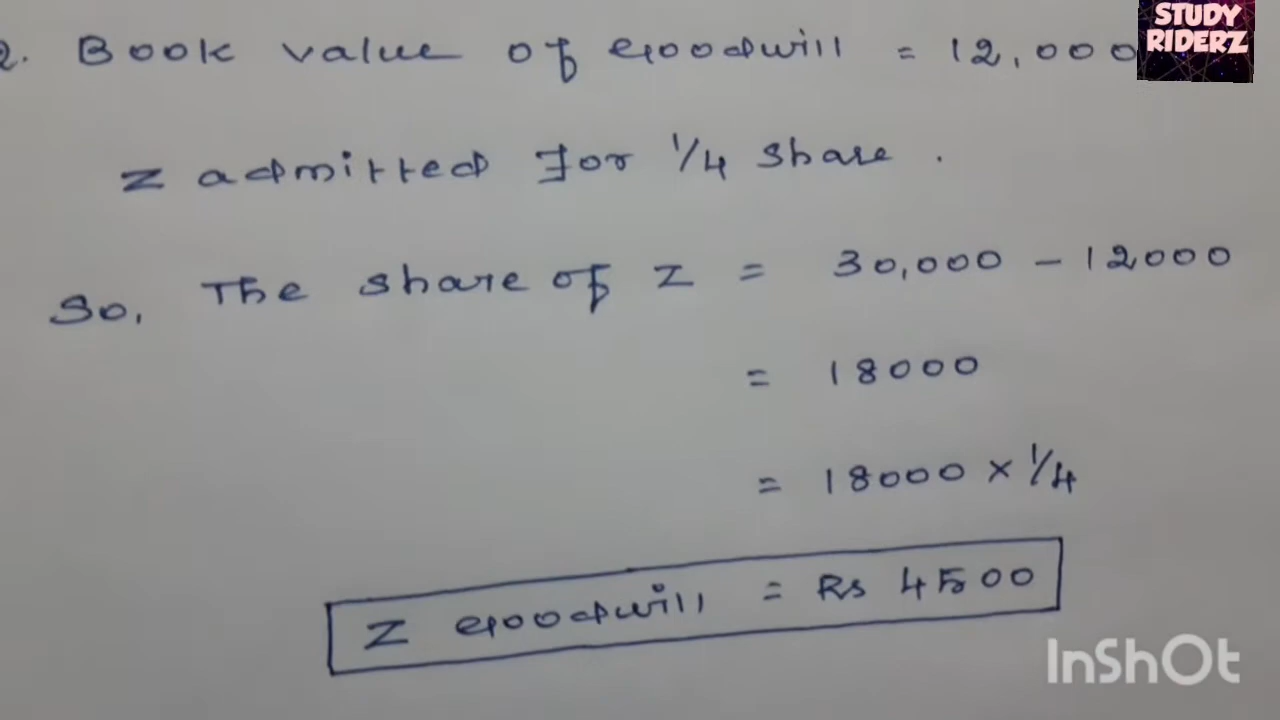 STUDY
RIDERZ
2. Book value of Goodwill = 12,000
Z admitted for 1/4 share.
So, The share of Z = 30,000 - 12000
= 18000
= 18000 × 1/4
Z Goodwill = Rs 4500
InShOt